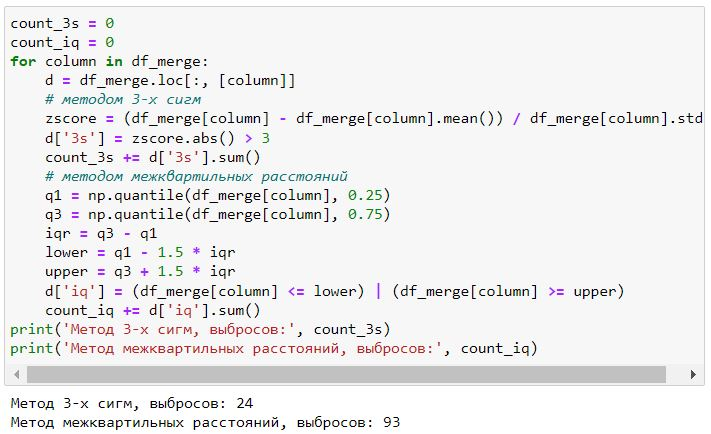 count_3s = 0
count_iq = 0
for column in df_merge:
    d = df_merge.loc[:, [column]]
    # методом 3-х сигм
    zscore = (df_merge[column] - df_merge[column].mean()) / df_merge[column].std
    d['3s'] = zscore.abs() > 3
    count_3s += d['3s'].sum()
    # методом межквартильных расстояний
    q1 = np.quantile(df_merge[column], 0.25)
    q3 = np.quantile(df_merge[column], 0.75)
    iqr = q3 - q1
    lower = q1 - 1.5 * iqr
    upper = q3 + 1.5 * iqr
    d['iq'] = (df_merge[column] <= lower) | (df_merge[column] >= upper)
    count_iq += d['iq'].sum()
print('Метод 3-х сигм, выбросов:', count_3s)
print('Метод межквартильных расстояний, выбросов:', count_iq)
Метод 3-х сигм, выбросов: 24
Метод межквартильных расстояний, выбросов: 93